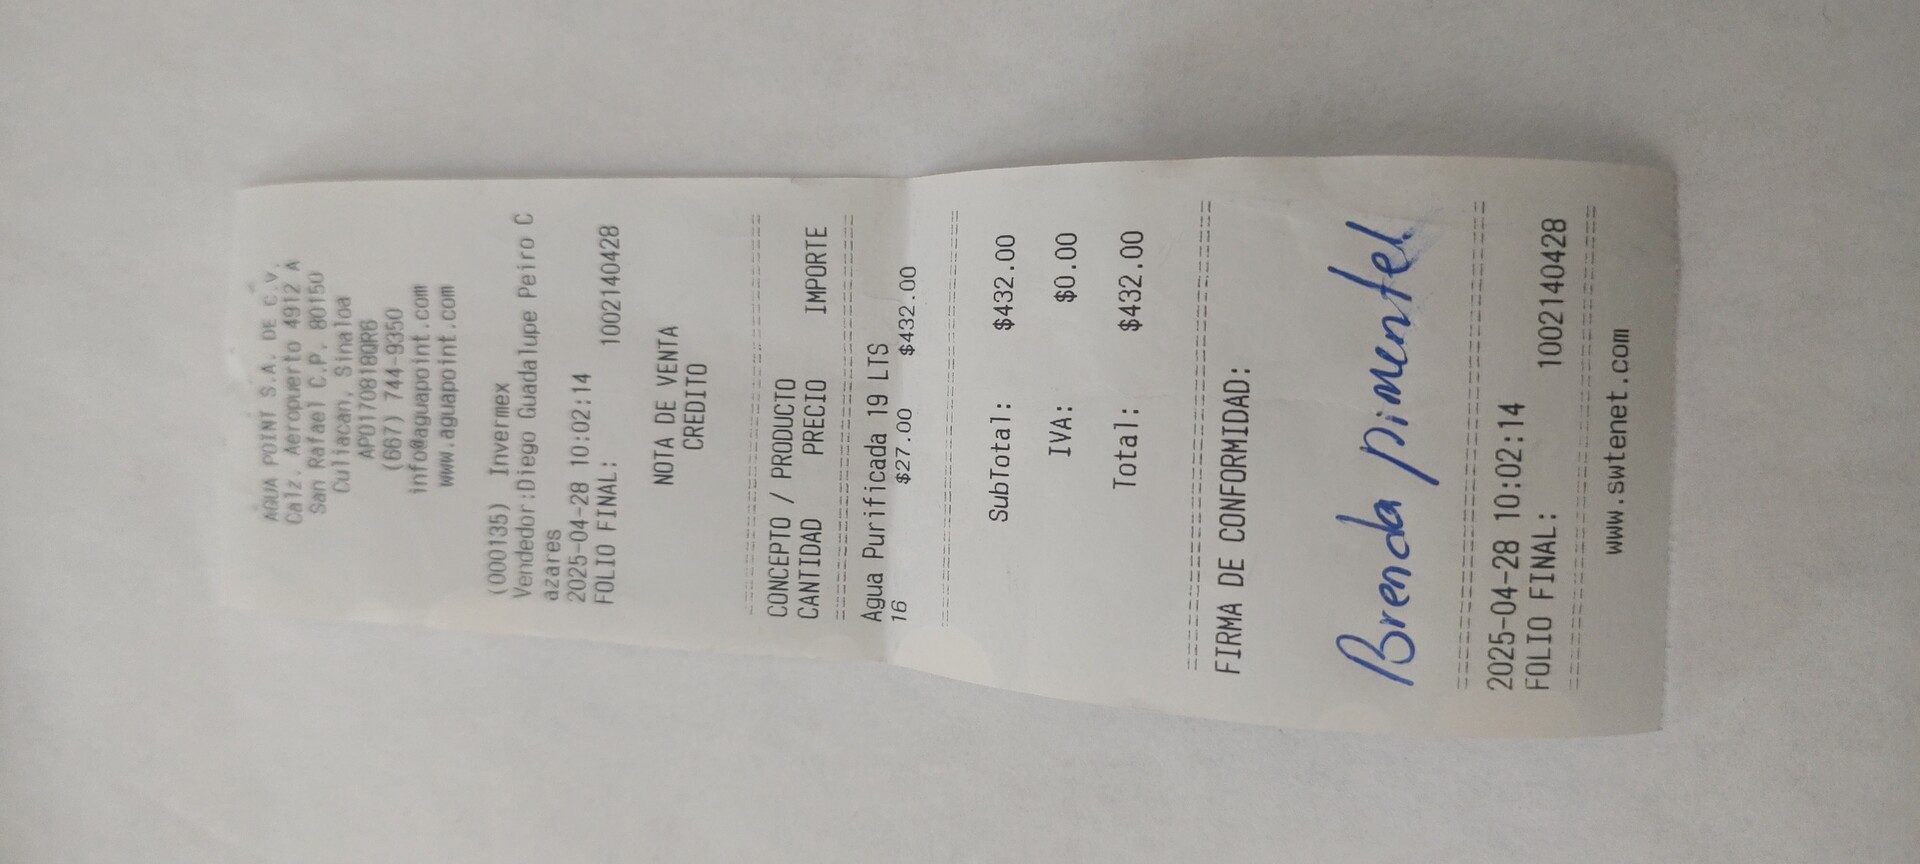 AGUA POINT S.A. DE C.V.
Calz. Aeropuerto 4912 A
San Rafael C.P. 80150
Culiacan, Sinaloa
APO170818QR6
(667) 744-9350
info@aguapoint.com
www.aguapoint.com
(000135) Invermex
Vendedor:Diego Guadalupe Peiro C
azares
2025-04-28 10:02:14
FOLIO FINAL: 1002140428
NOTA DE VENTA
CREDITO
CONCEPTO / PRODUCTO
CANTIDAD PRECIO IMPORTE
Agua Purificada 19 LTS
16 $27.00 $432.00
SubTotal: $432.00
IVA: $0.00
Total: $432.00
FIRMA DE CONFORMIDAD:
Brenda pimentel
2025-04-28 10:02:14
FOLIO FINAL: 1002140428
www.swtenet.com